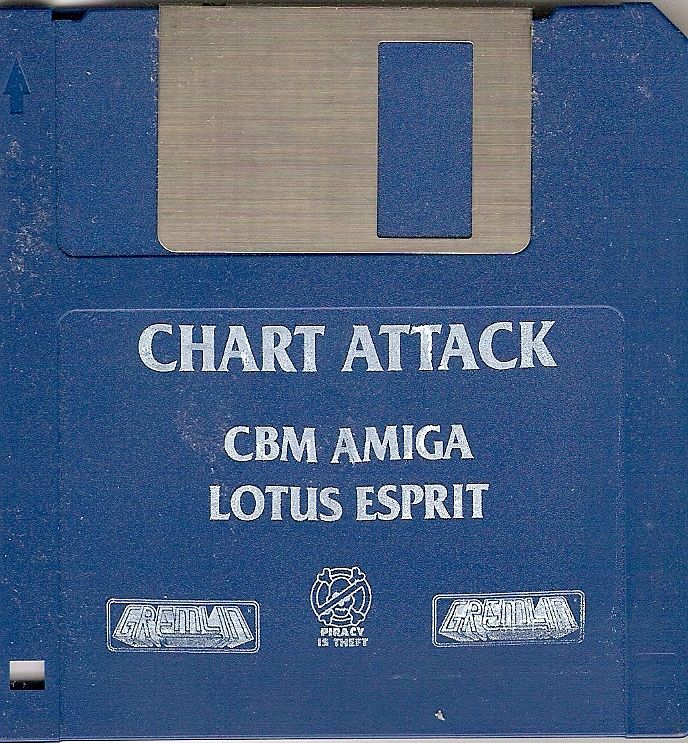 CHART ATTACK
CBM AMIGA
LOTUS ESPRIT
GREMLIN
PIRACY
IS THEFT
GREMLIN